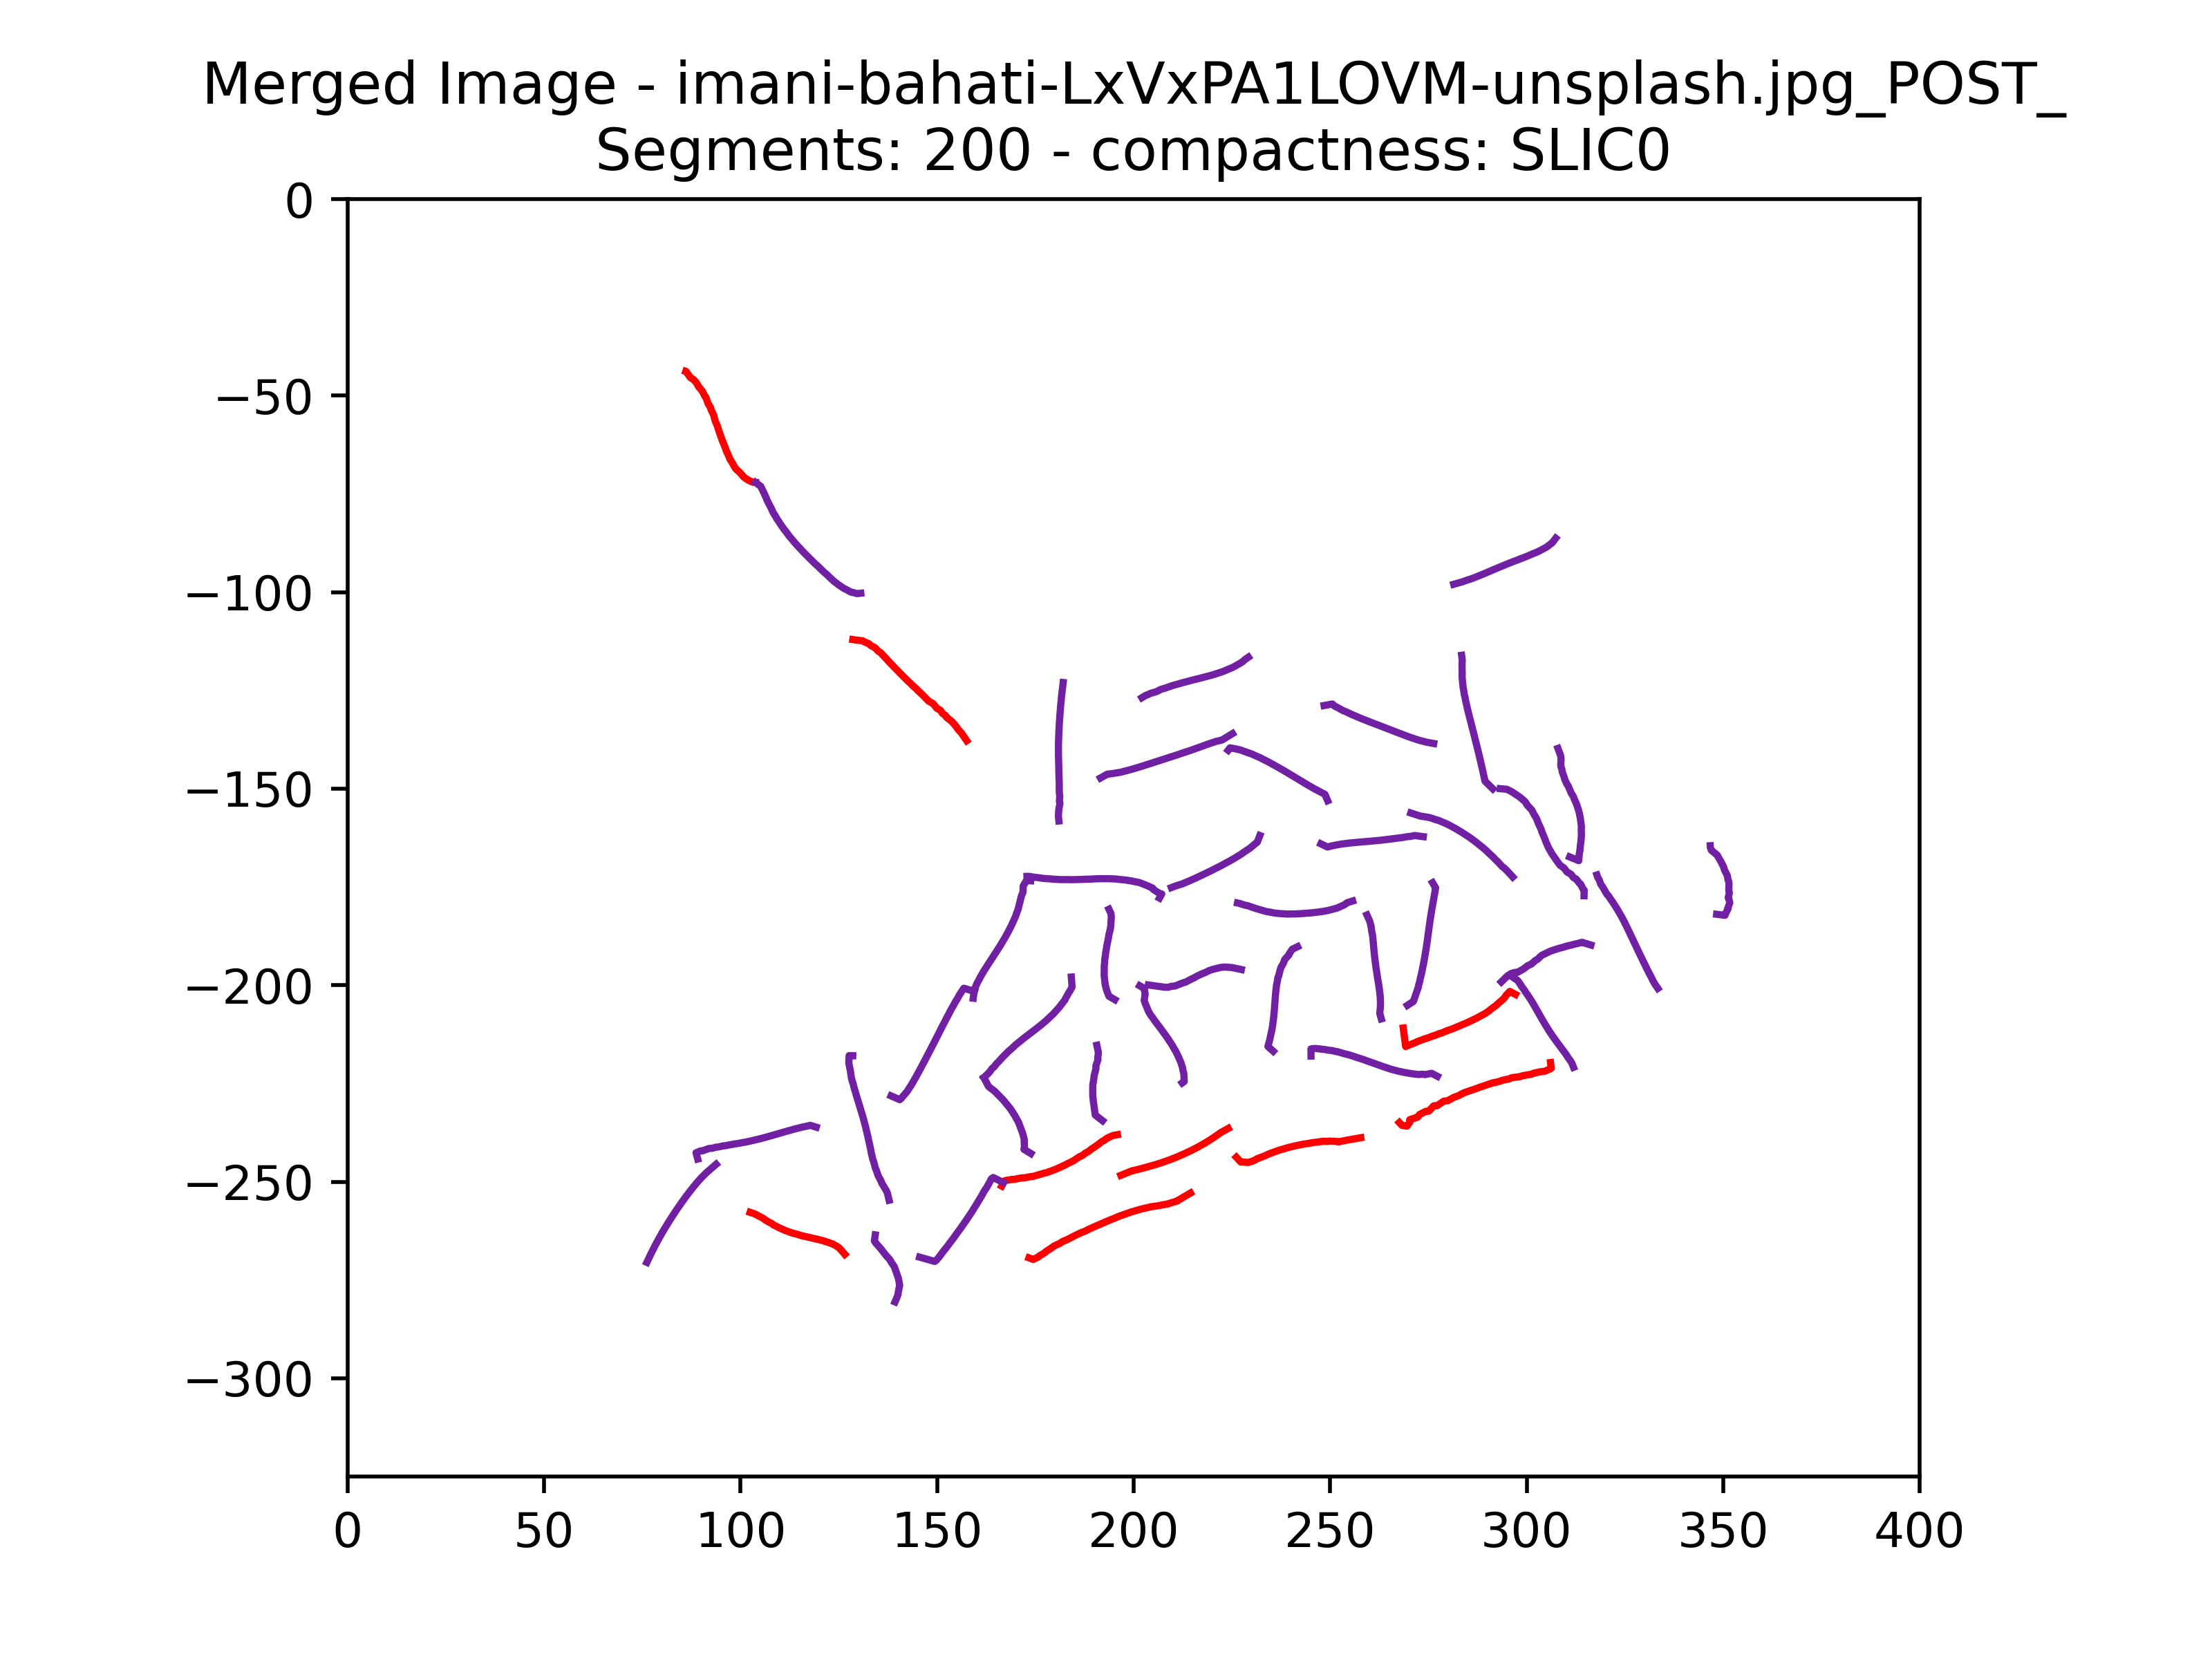 Merged Image - imani-bahati-LxVxPA1LOVM-unsplash.jpg_POST_
Segments: 200 - compactness: SLIC0
0
−50
−100
−150
−200
−250
−300
0 50 100 150 200 250 300 350 400